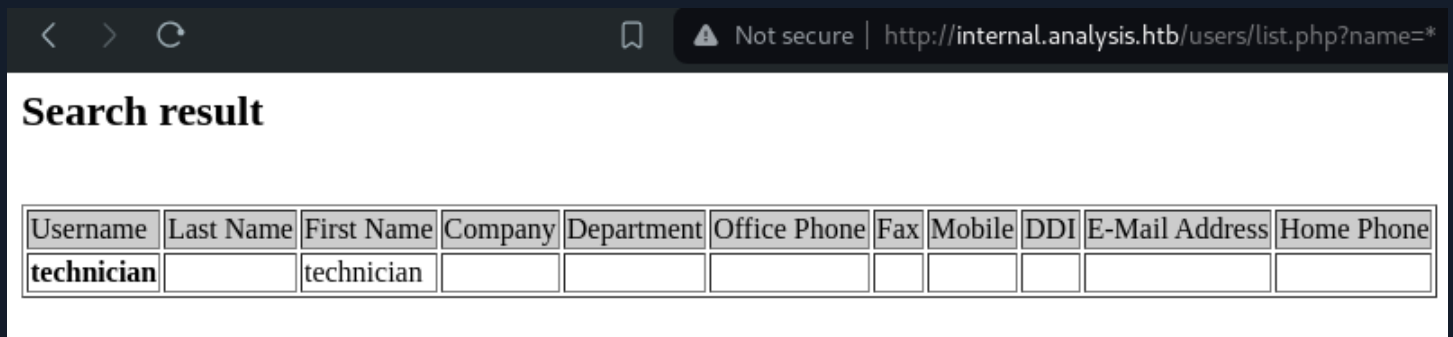 Not secure | http://internal.analysis.htb/users/list.php?name=*
Search result
Username Last Name First Name Company Department Office Phone Fax Mobile DDI E-Mail Address Home Phone
technician technician